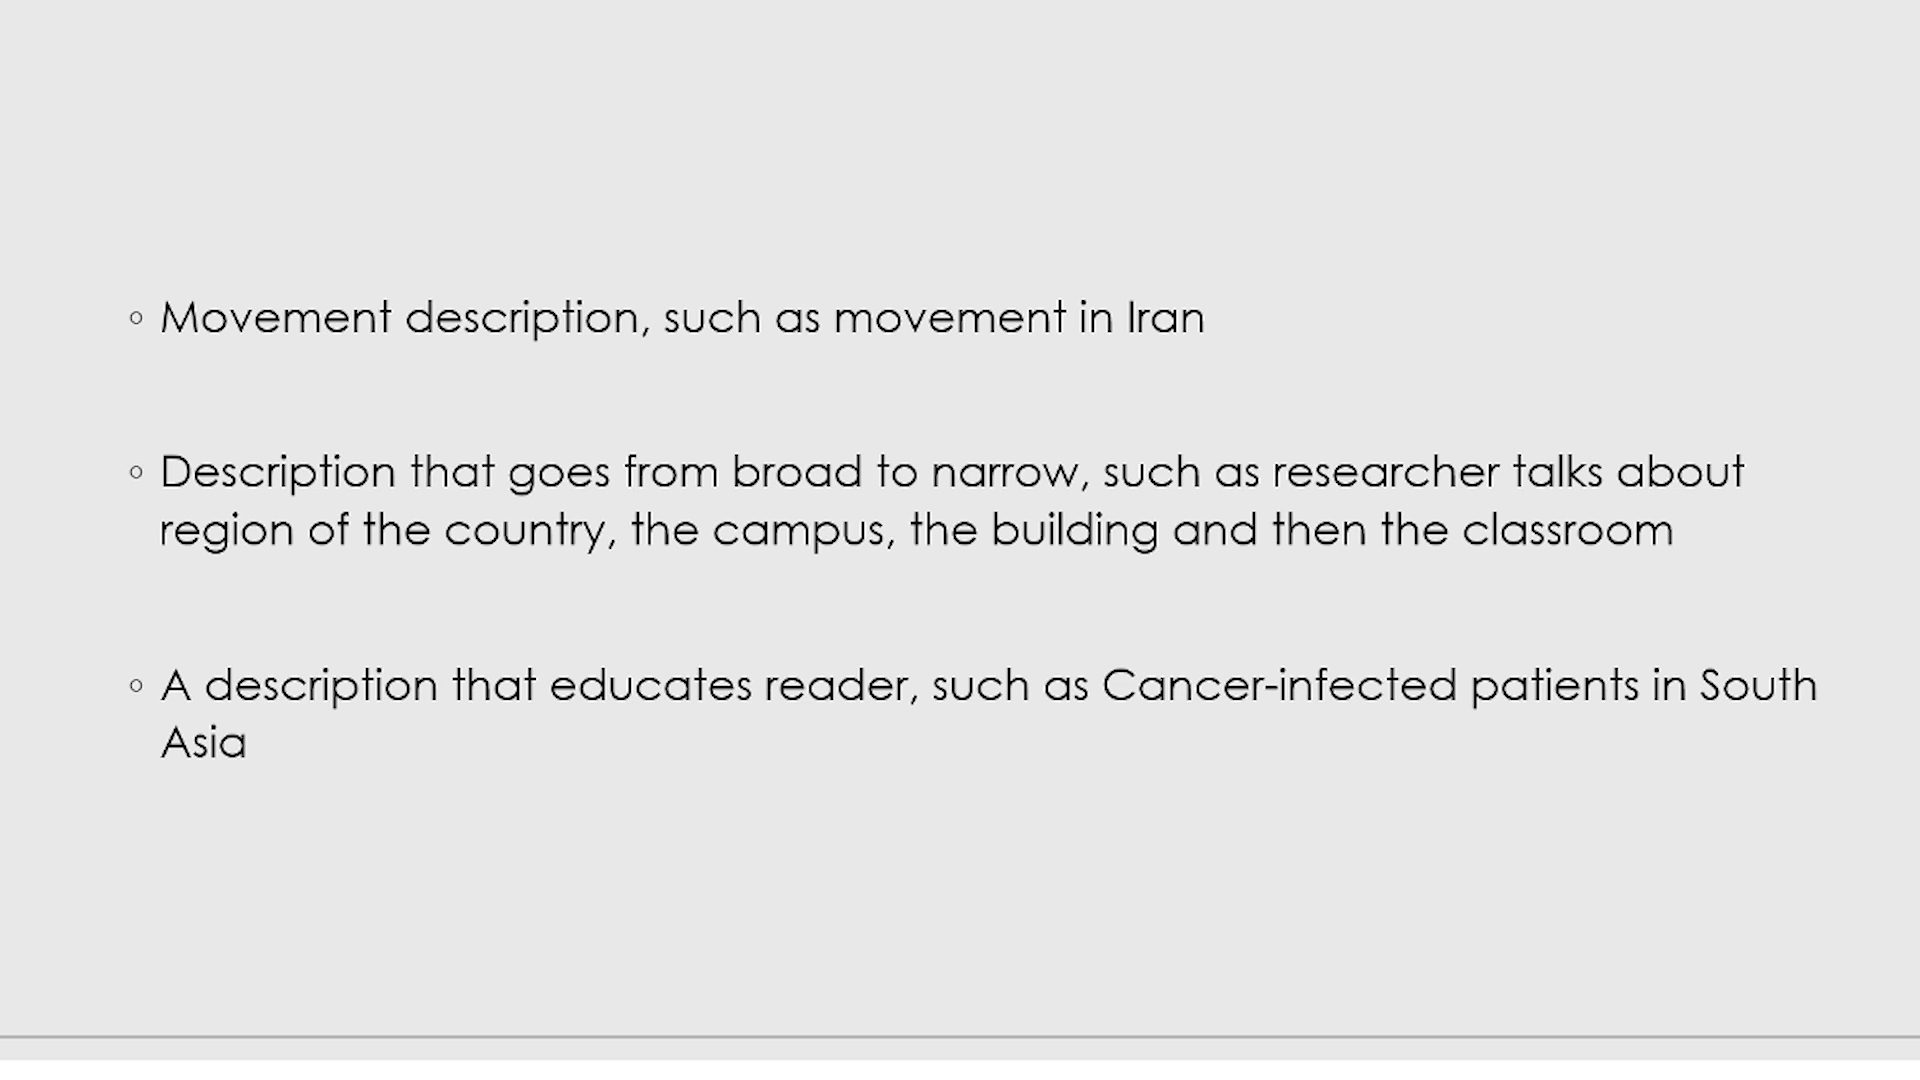 ◦ Movement description, such as movement in Iran
◦ Description that goes from broad to narrow, such as researcher talks about
region of the country, the campus, the building and then the classroom
◦ A description that educates reader, such as Cancer-infected patients in South
Asia